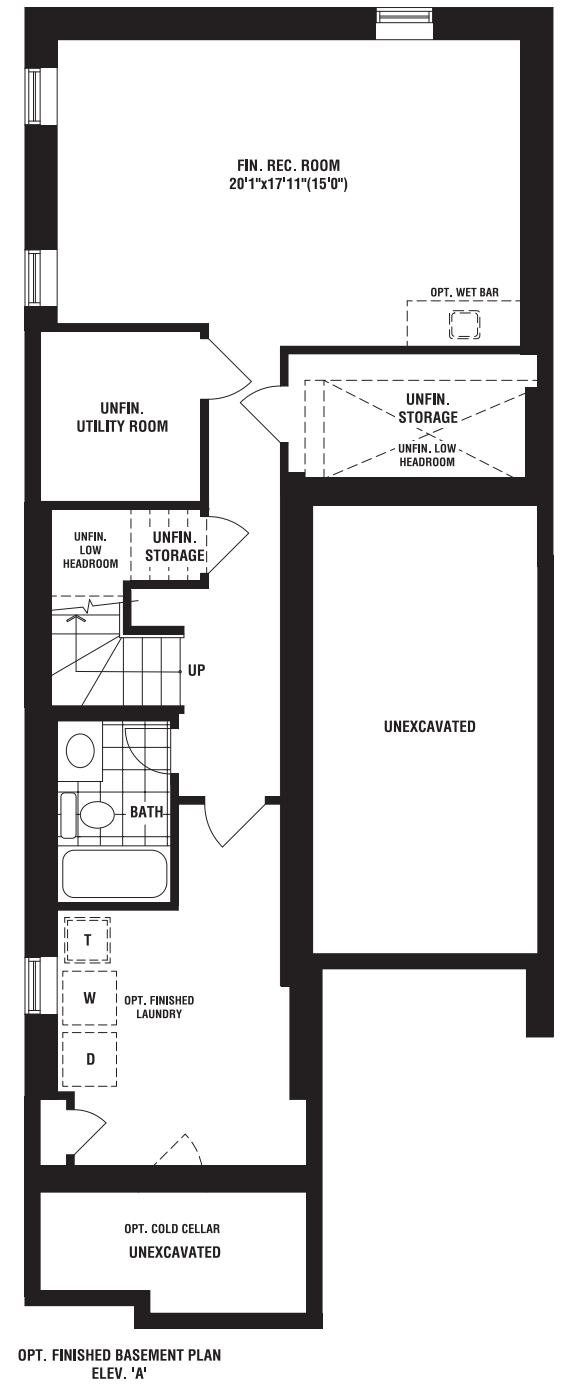 FIN. REC. ROOM
20'1"x17'11"(15'0")
OPT. WET BAR
UNFIN.
UTILITY ROOM
UNFIN.
STORAGE
UNFIN. LOW
HEADROOM
UNFIN.
LOW
HEADROOM
UNFIN.
STORAGE
UP
UNEXCAVATED
BATH
T
W
OPT. FINISHED
LAUNDRY
D
OPT. COLD CELLAR
UNEXCAVATED
OPT. FINISHED BASEMENT PLAN
ELEV. 'A'